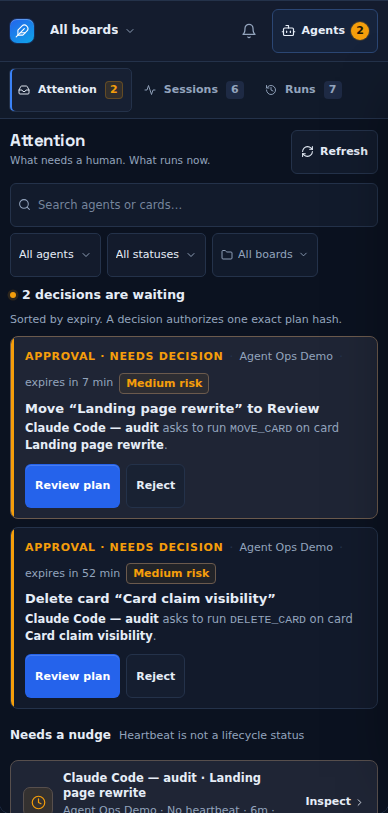 All boards
Agents 2
Attention 2 Sessions 6 Runs 7
Attention
What needs a human. What runs now.
Refresh
Search agents or cards…
All agents All statuses All boards
2 decisions are waiting
Sorted by expiry. A decision authorizes one exact plan hash.
APPROVAL · NEEDS DECISION · Agent Ops Demo ·
expires in 7 min Medium risk
Move “Landing page rewrite” to Review
Claude Code — audit asks to run MOVE_CARD on card
Landing page rewrite.
Review plan Reject
APPROVAL · NEEDS DECISION · Agent Ops Demo ·
expires in 52 min Medium risk
Delete card “Card claim visibility”
Claude Code — audit asks to run DELETE_CARD on card
Card claim visibility.
Review plan Reject
Needs a nudge Heartbeat is not a lifecycle status
Claude Code — audit · Landing
page rewrite
Inspect
Agent Ops Demo · No heartbeat · 6m ·